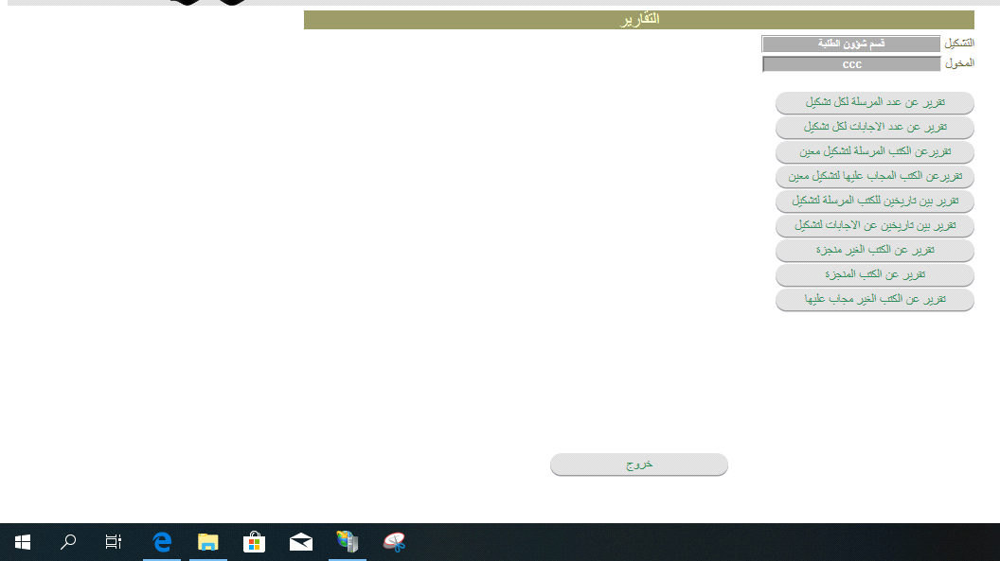 التقارير
التشكيل قسم شؤون الطلبة
المخول ccc
تقرير عن عدد المرسلة لكل تشكيل
تقرير عن عدد الاجابات لكل تشكيل
تقريرعن الكتب المرسلة لتشكيل معين
تقريرعن الكتب المجاب عليها لتشكيل معين
تقرير بين تاريخين للكتب المرسلة لتشكيل
تقرير بين تاريخين عن الاجابات لتشكيل
تقرير عن الكتب الغير منجزة
تقرير عن الكتب المنجزة
تقرير عن الكتب الغير مجاب عليها
خروج